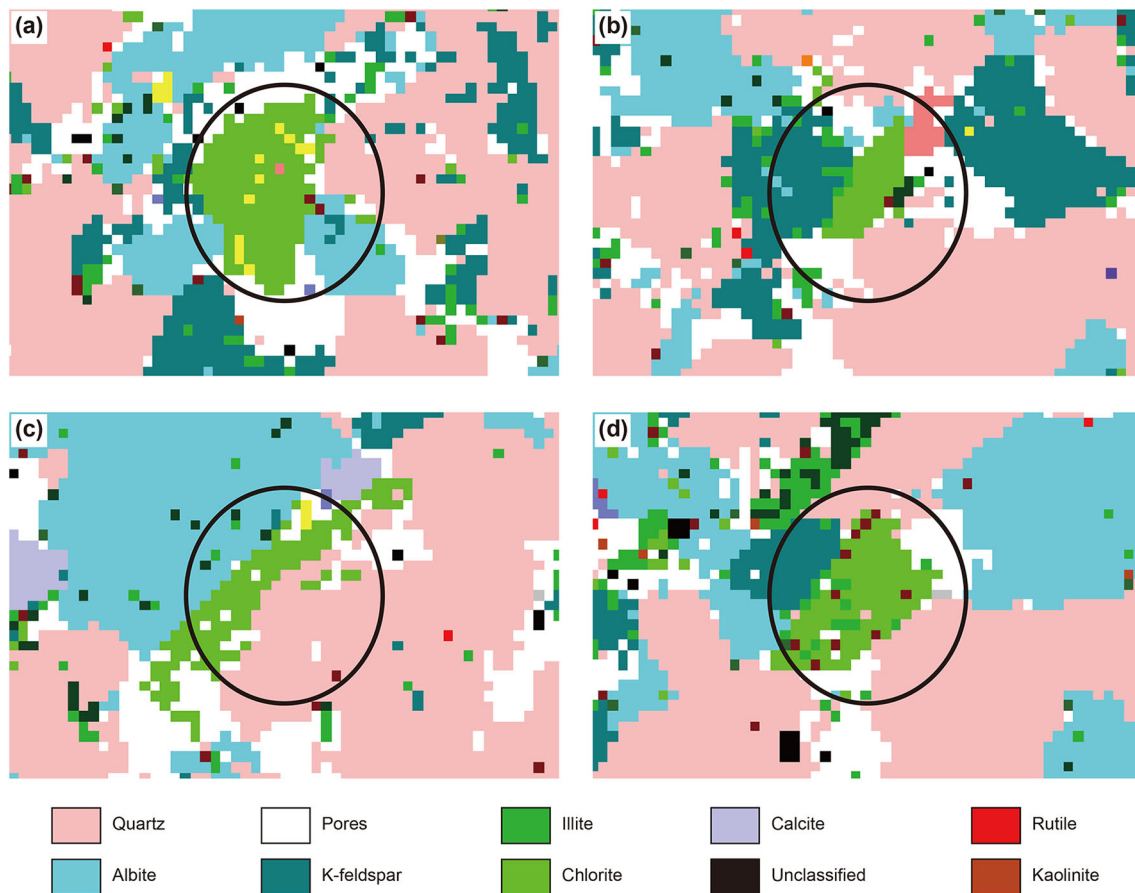 (a)
(b)
(c)
(d)
Quartz Pores Illite Calcite Rutile
Albite K-feldspar Chlorite Unclassified Kaolinite